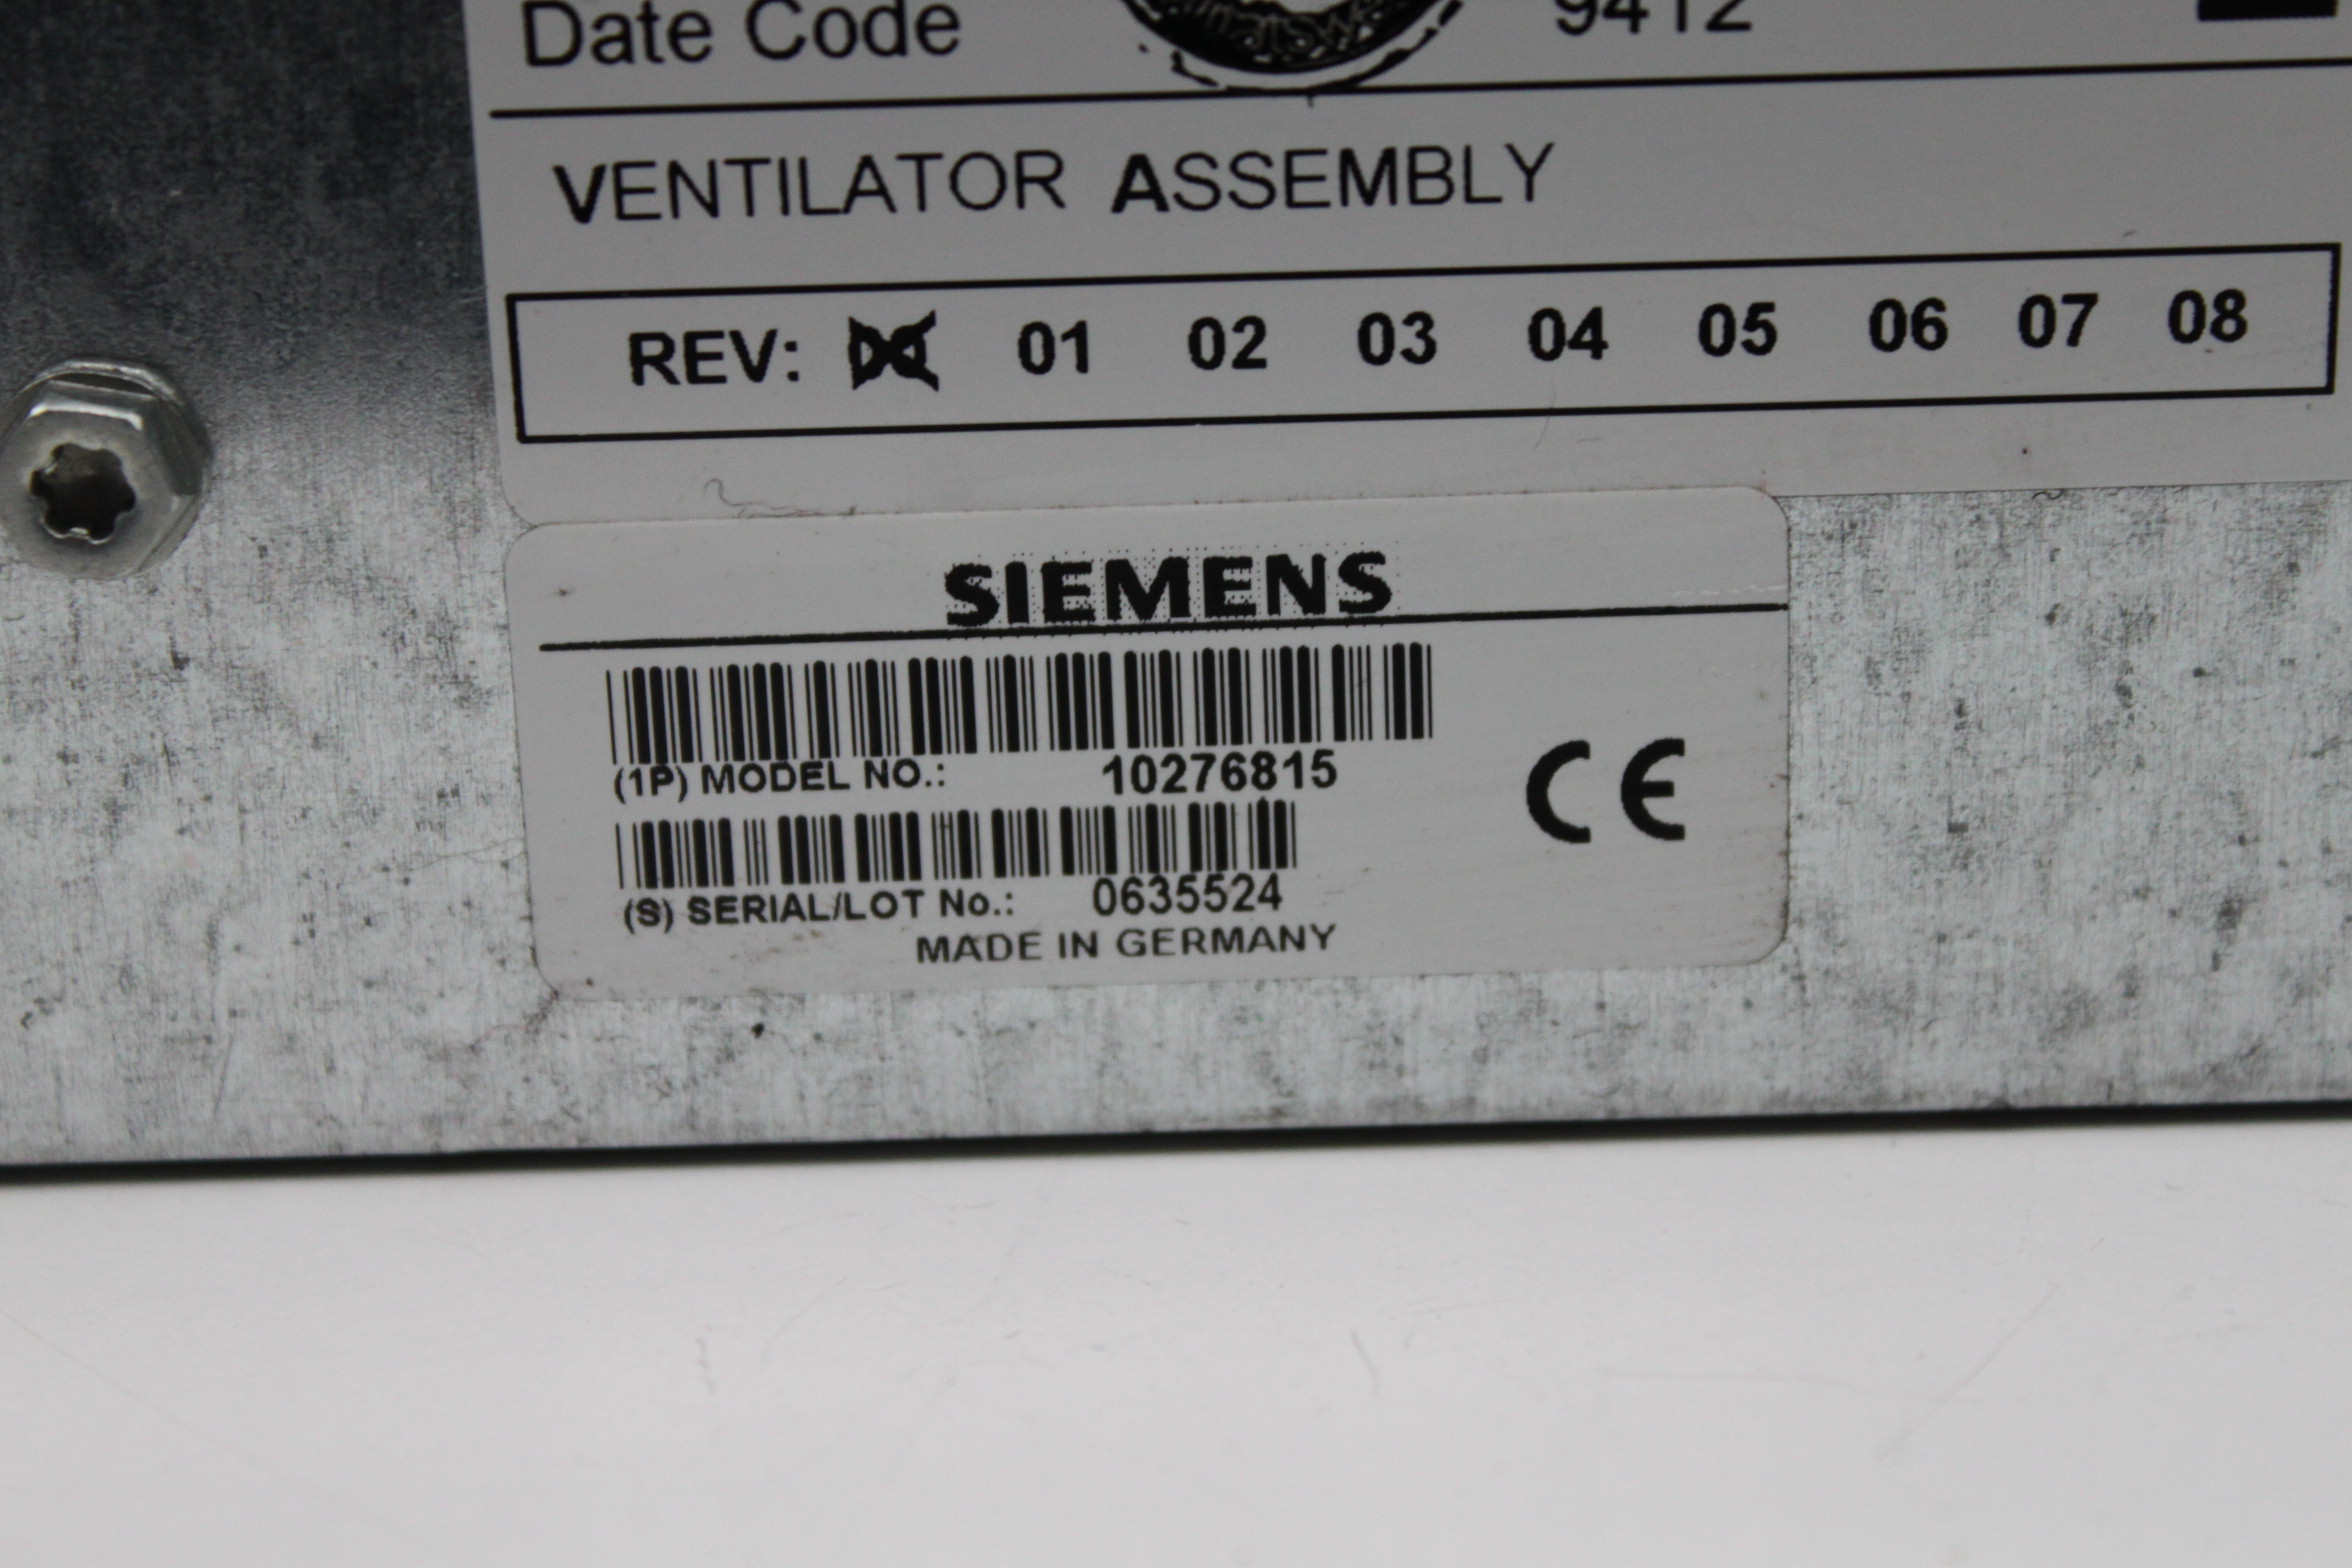 Date Code 9412
VENTILATOR ASSEMBLY
REV: 01 02 03 04 05 06 07 08
SIEMENS
(1P) MODEL NO.: 10276815
(S) SERIAL/LOT No.: 0635524
MADE IN GERMANY
CE